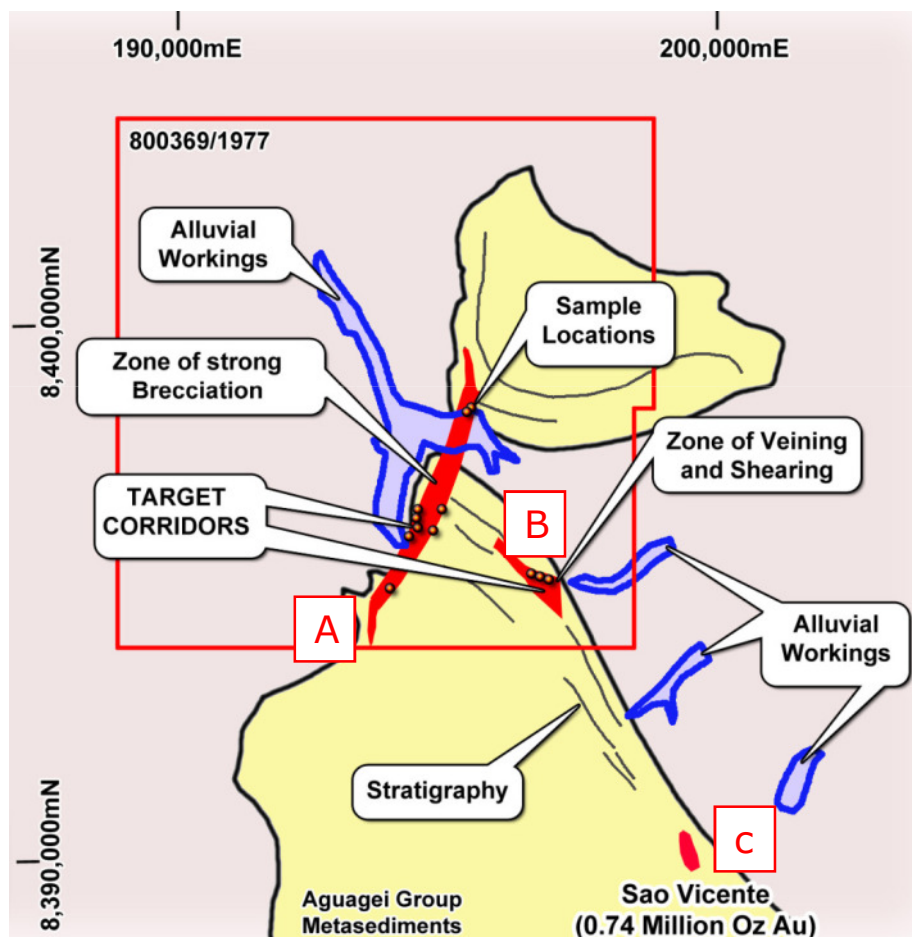 190,000mE
200,000mE
800369/1977
Alluvial
Workings
8,400,000mN
Sample
Locations
Zone of strong
Brecciation
Zone of Veining
and Shearing
TARGET
CORRIDORS
B
A
Alluvial
Workings
Stratigraphy
8,390,000mN
c
Aguagei Group
Metasediments
Sao Vicente
(0.74 Million Oz Au)